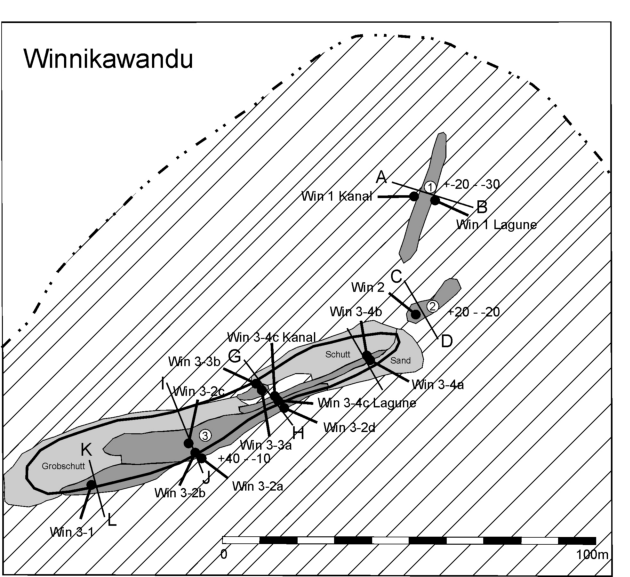 Winnikawandu
A
1
+-20 - -30
Win 1 Kanal
B
Win 1 Lagune
C
Win 2
2
+20 - -20
Win 3-4b
D
Win 3-4c Kanal
Schutt
Sand
Win 3-3b
G
Win 3-4a
I
Win 3-2c
Win 3-4c Lagune
H
Win 3-2d
3
Win 3-3a
K
+40 - -10
Grobschutt
J
Win 3-2a
Win 3-2b
L
Win 3-1
0
100m